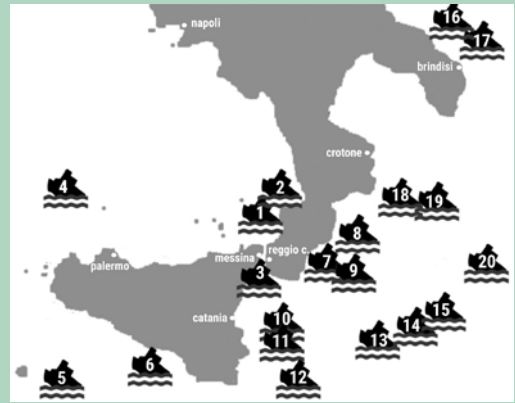 16
napoli
17
brindisi
crotone
4
2
18
19
1
8
messina
reggio c.
7
20
palermo
3
9
15
catania
10
14
11
13
6
5
12